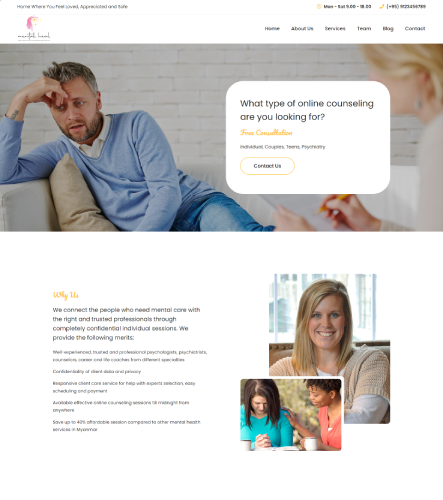 Home Where You Feel Loved, Appreciated and Safe
Mon - Sat 9.00 - 18.00
(+95) 9123456789
mental heal
Home
About Us
Services
Team
Blog
Contact
What type of online counseling
are you looking for?
Free Consultation
Individual, Couples, Teens, Psychiatry
Contact Us
Why Us
We connect the people who need mental care with
the right and trusted professionals through
completely confidential individual sessions. We
provide the following merits:
Well-experienced, trusted and professional psychologists, psychiatrists,
counselors, career and life coaches from different specialties
Confidentiality of client data and privacy
Responsive client care service for help with experts selection, easy
scheduling and payment
Available effective online counseling sessions till midnight from
anywhere
Save up to 40% affordable session compared to other mental health
services in Myanmar